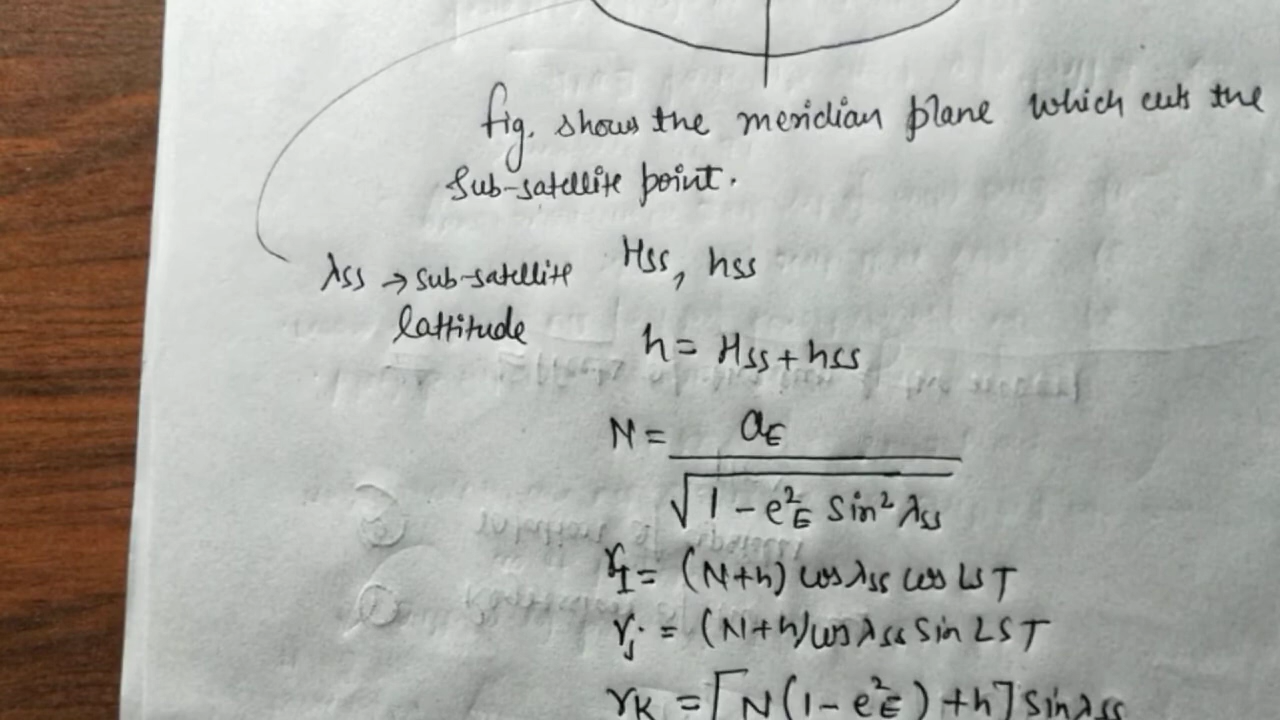 fig. shows the meridian plane which cuts the
Sub-satellite point.
λss → sub-satellite
lattitude
Hss, hss
h = Hss + hss
N = aE / √(1 - e²E sin² λss)
rI = (N+h) cos λss cos LST
rj = (N+h) cos λss sin LST
rK = [N(1-e²E) + h] sin λss